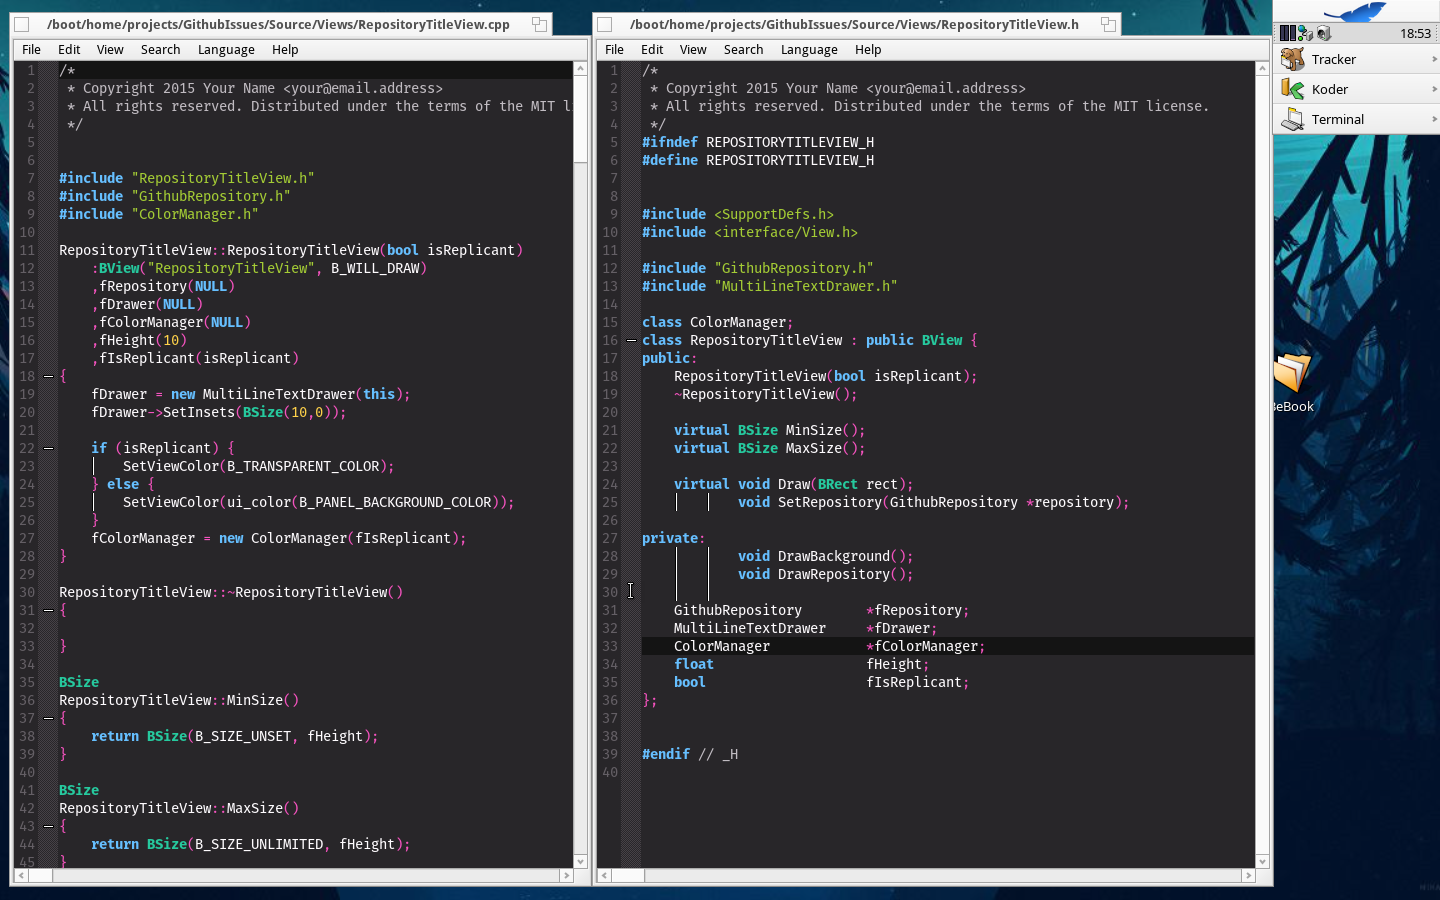 /boot/home/projects/GithubIssues/Source/Views/RepositoryTitleView.cpp
File Edit View Search Language Help
1 /*
2  * Copyright 2015 Your Name <your@email.address>
3  * All rights reserved. Distributed under the terms of the MIT l
4  */
5
6
7 #include "RepositoryTitleView.h"
8 #include "GithubRepository.h"
9 #include "ColorManager.h"
10
11 RepositoryTitleView::RepositoryTitleView(bool isReplicant)
12     :BView("RepositoryTitleView", B_WILL_DRAW)
13     ,fRepository(NULL)
14     ,fDrawer(NULL)
15     ,fColorManager(NULL)
16     ,fHeight(10)
17     ,fIsReplicant(isReplicant)
18 {
19     fDrawer = new MultiLineTextDrawer(this);
20     fDrawer->SetInsets(BSize(10,0));
21
22     if (isReplicant) {
23         SetViewColor(B_TRANSPARENT_COLOR);
24     } else {
25         SetViewColor(ui_color(B_PANEL_BACKGROUND_COLOR));
26     }
27     fColorManager = new ColorManager(fIsReplicant);
28 }
29
30 RepositoryTitleView::~RepositoryTitleView()
31 {
32
33 }
34
35 BSize
36 RepositoryTitleView::MinSize()
37 {
38     return BSize(B_SIZE_UNSET, fHeight);
39 }
40
41 BSize
42 RepositoryTitleView::MaxSize()
43 {
44     return BSize(B_SIZE_UNLIMITED, fHeight);
45 }
/boot/home/projects/GithubIssues/Source/Views/RepositoryTitleView.h
File Edit View Search Language Help
1 /*
2  * Copyright 2015 Your Name <your@email.address>
3  * All rights reserved. Distributed under the terms of the MIT license.
4  */
5 #ifndef REPOSITORYTITLEVIEW_H
6 #define REPOSITORYTITLEVIEW_H
7
8
9 #include <SupportDefs.h>
10 #include <interface/View.h>
11
12 #include "GithubRepository.h"
13 #include "MultiLineTextDrawer.h"
14
15 class ColorManager;
16 class RepositoryTitleView : public BView {
17 public:
18     RepositoryTitleView(bool isReplicant);
19     ~RepositoryTitleView();
20
21     virtual BSize MinSize();
22     virtual BSize MaxSize();
23
24     virtual void Draw(BRect rect);
25             void SetRepository(GithubRepository *repository);
26
27 private:
28             void DrawBackground();
29             void DrawRepository();
30
31     GithubRepository        *fRepository;
32     MultiLineTextDrawer     *fDrawer;
33     ColorManager            *fColorManager;
34     float                   fHeight;
35     bool                    fIsReplicant;
36 };
37
38
39 #endif // _H
40
18:53
Tracker
Koder
Terminal
BeBook